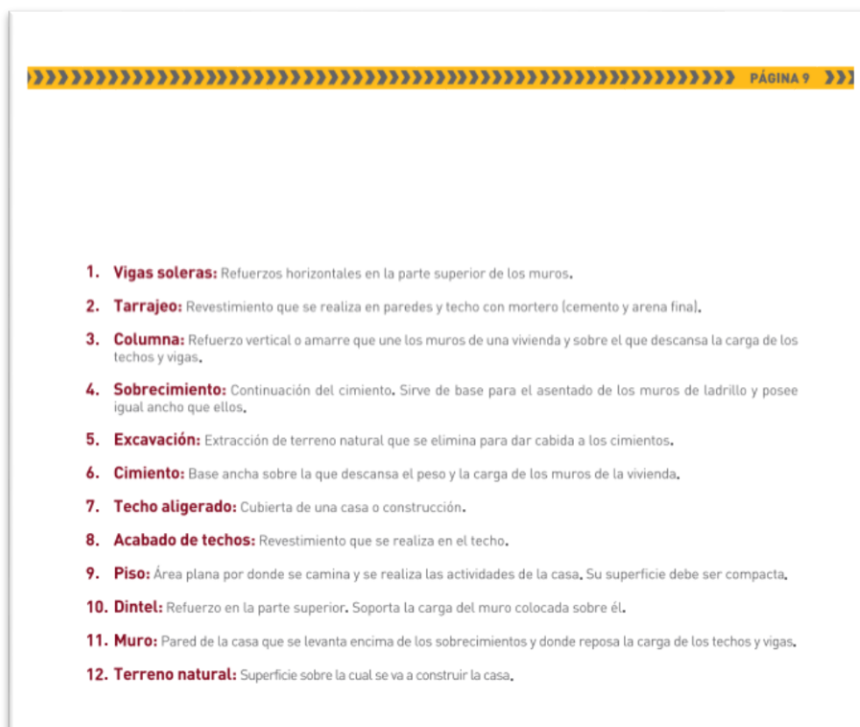 PÁGINA 9
1. Vigas soleras: Refuerzos horizontales en la parte superior de los muros.
2. Tarrajeo: Revestimiento que se realiza en paredes y techo con mortero (cemento y arena fina).
3. Columna: Refuerzo vertical o amarre que une los muros de una vivienda y sobre el que descansa la carga de los
techos y vigas.
4. Sobrecimiento: Continuación del cimiento. Sirve de base para el asentado de los muros de ladrillo y posee
igual ancho que ellos.
5. Excavación: Extracción de terreno natural que se elimina para dar cabida a los cimientos.
6. Cimiento: Base ancha sobre la que descansa el peso y la carga de los muros de la vivienda.
7. Techo aligerado: Cubierta de una casa o construcción.
8. Acabado de techos: Revestimiento que se realiza en el techo.
9. Piso: Área plana por donde se camina y se realiza las actividades de la casa. Su superficie debe ser compacta.
10. Dintel: Refuerzo en la parte superior. Soporta la carga del muro colocada sobre él.
11. Muro: Pared de la casa que se levanta encima de los sobrecimientos y donde reposa la carga de los techos y vigas.
12. Terreno natural: Superficie sobre la cual se va a construir la casa.